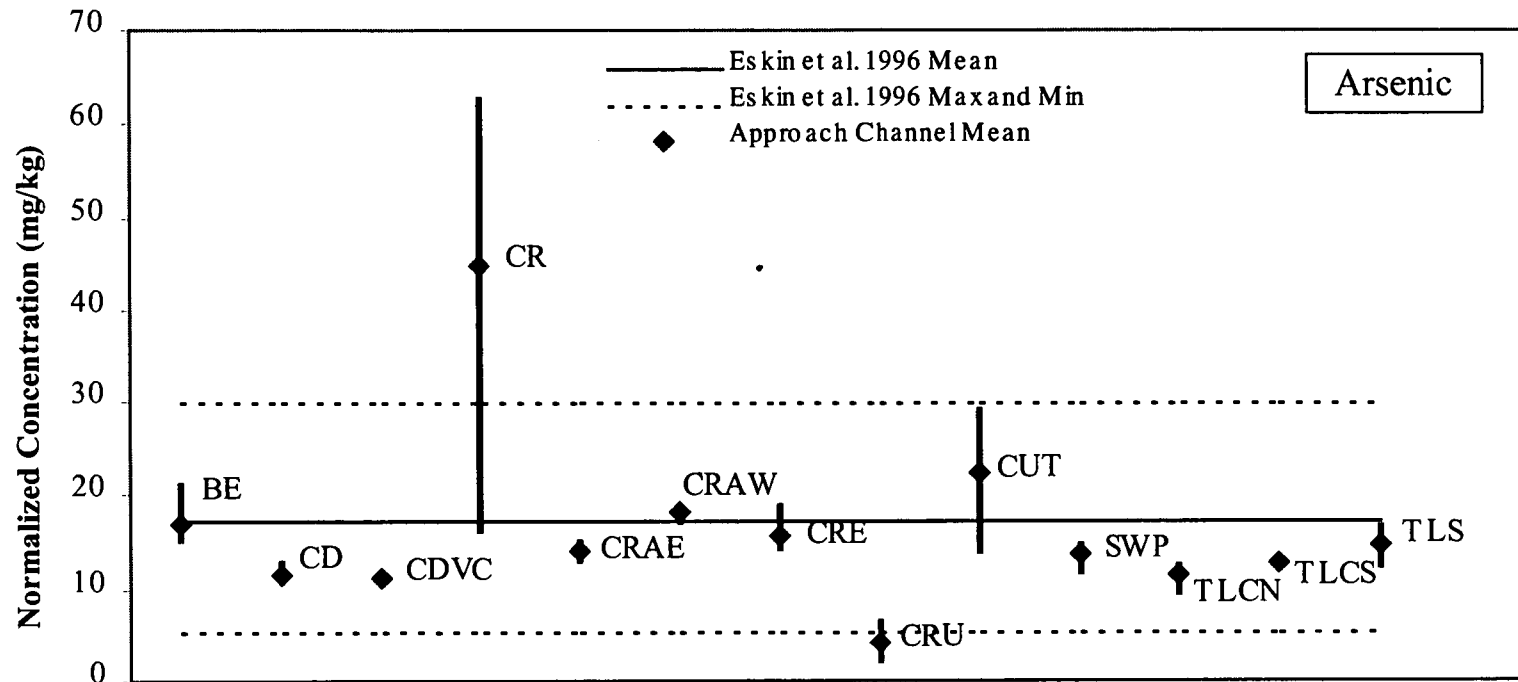 70
60
50
40
30
20
10
0
Normalized Concentration (mg/kg)
Eskin et al. 1996 Mean
Eskin et al. 1996 Max and Min
Approach Channel Mean
Arsenic
BE
CD
CDVC
CR
CRAE
CRAW
CRE
CRU
CUT
SWP
TLCN
TLCS
TLS